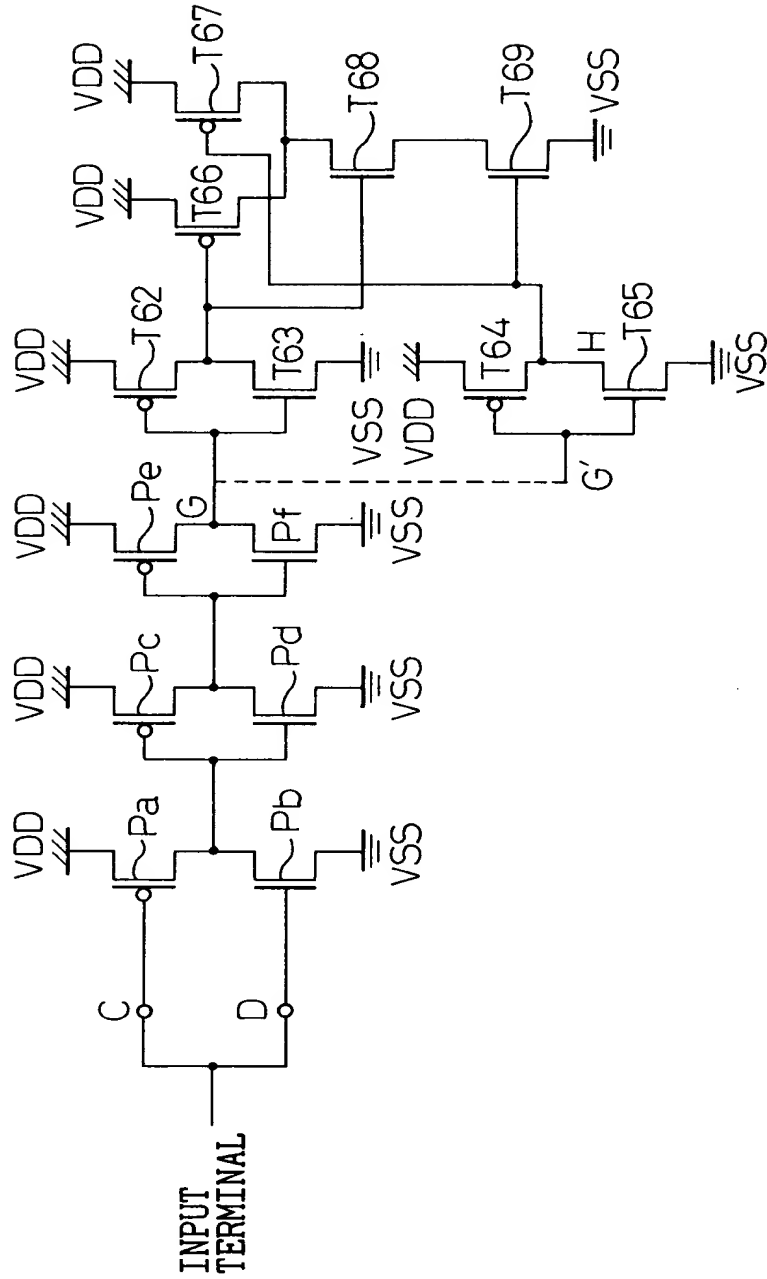 INPUT
TERMINAL
C
D
VDD
Pa
Pb
VSS
VDD
Pc
Pd
VSS
VDD
Pe
G
Pf
VSS
VDD
T62
T63
VSS
VDD
T64
G'
H
T65
VSS
VDD
T66
VDD
T67
T68
T69
VSS